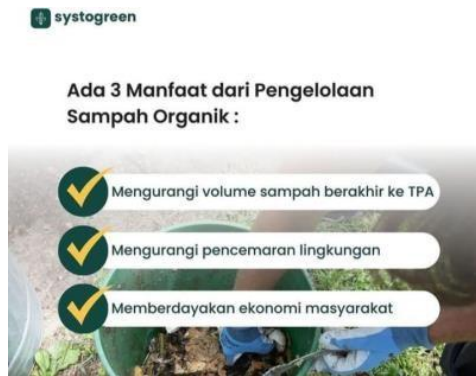 systogreen
Ada 3 Manfaat dari Pengelolaan
Sampah Organik :
Mengurangi volume sampah berakhir ke TPA
Mengurangi pencemaran lingkungan
Memberdayakan ekonomi masyarakat